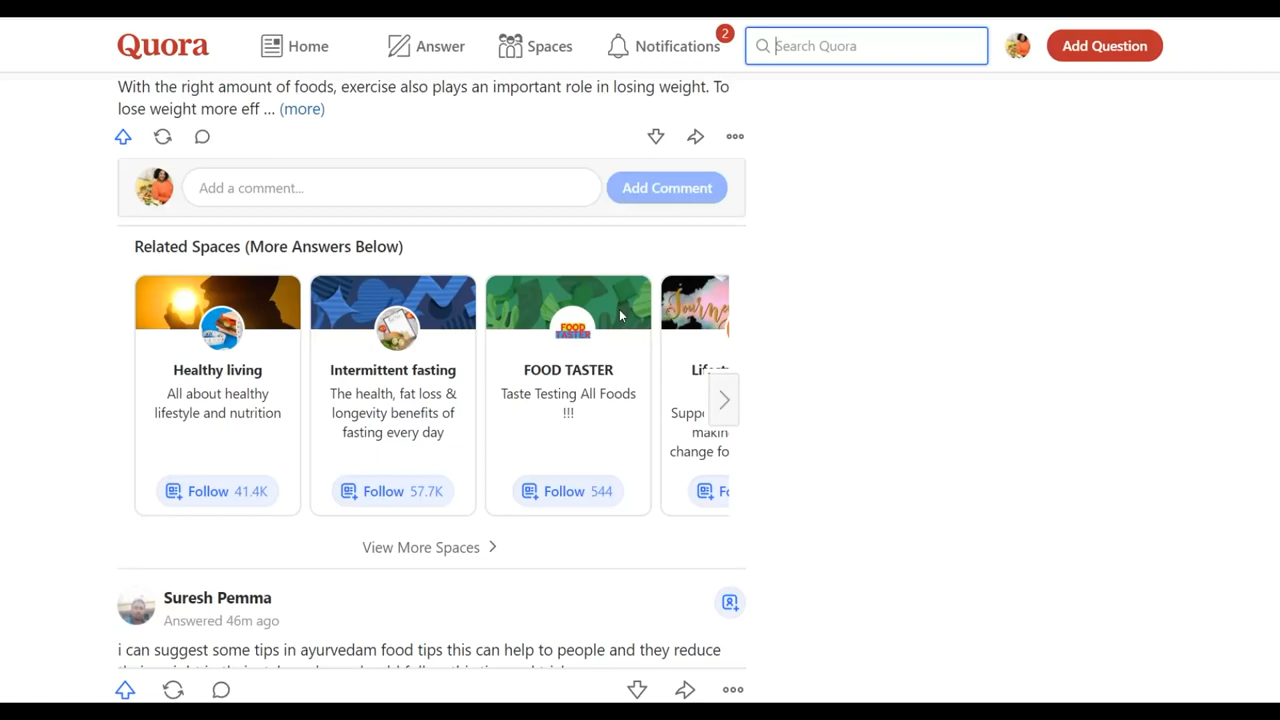 Quora
Home
Answer
Spaces
Notifications
2
Search Quora
Add Question
With the right amount of foods, exercise also plays an important role in losing weight. To
lose weight more eff ... (more)
Add a comment...
Add Comment
Related Spaces (More Answers Below)
Healthy living
All about healthy
lifestyle and nutrition
Follow 41.4K
Intermittent fasting
The health, fat loss &
longevity benefits of
fasting every day
Follow 57.7K
FOOD TASTER
FOOD TASTER
Taste Testing All Foods
!!!
Follow 544
View More Spaces
Suresh Pemma
Answered 46m ago
i can suggest some tips in ayurvedam food tips this can help to people and they reduce